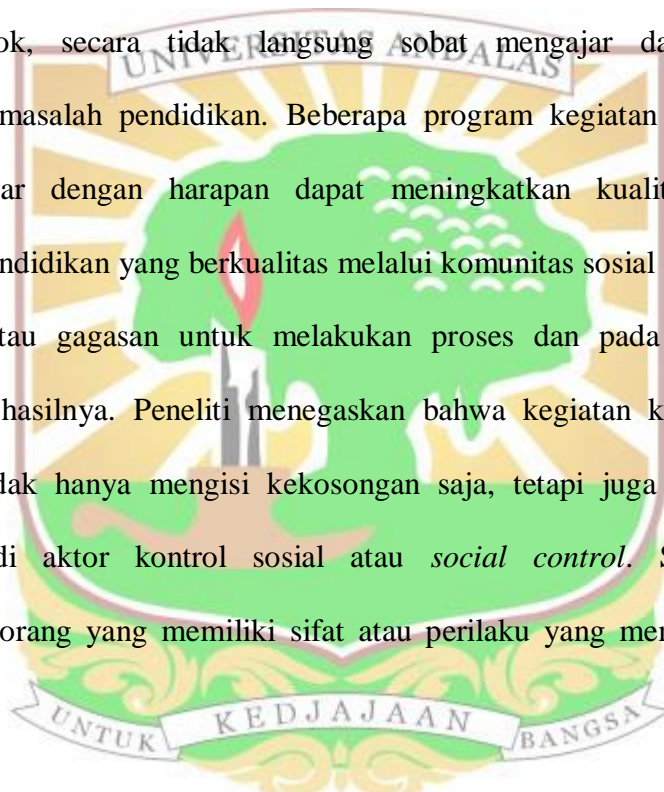 ok, secara tidak langsung sobat mengajar da
UNIVERSITAS ANDALAS
masalah pendidikan. Beberapa program kegiatan
ar dengan harapan dapat meningkatkan kualit
ndidikan yang berkualitas melalui komunitas sosial
tau gagasan untuk melakukan proses dan pada
hasilnya. Peneliti menegaskan bahwa kegiatan k
dak hanya mengisi kekosongan saja, tetapi juga
di aktor kontrol sosial atau social control. S
orang yang memiliki sifat atau perilaku yang mer
UNTUK KEDJAJAAN BANGSA